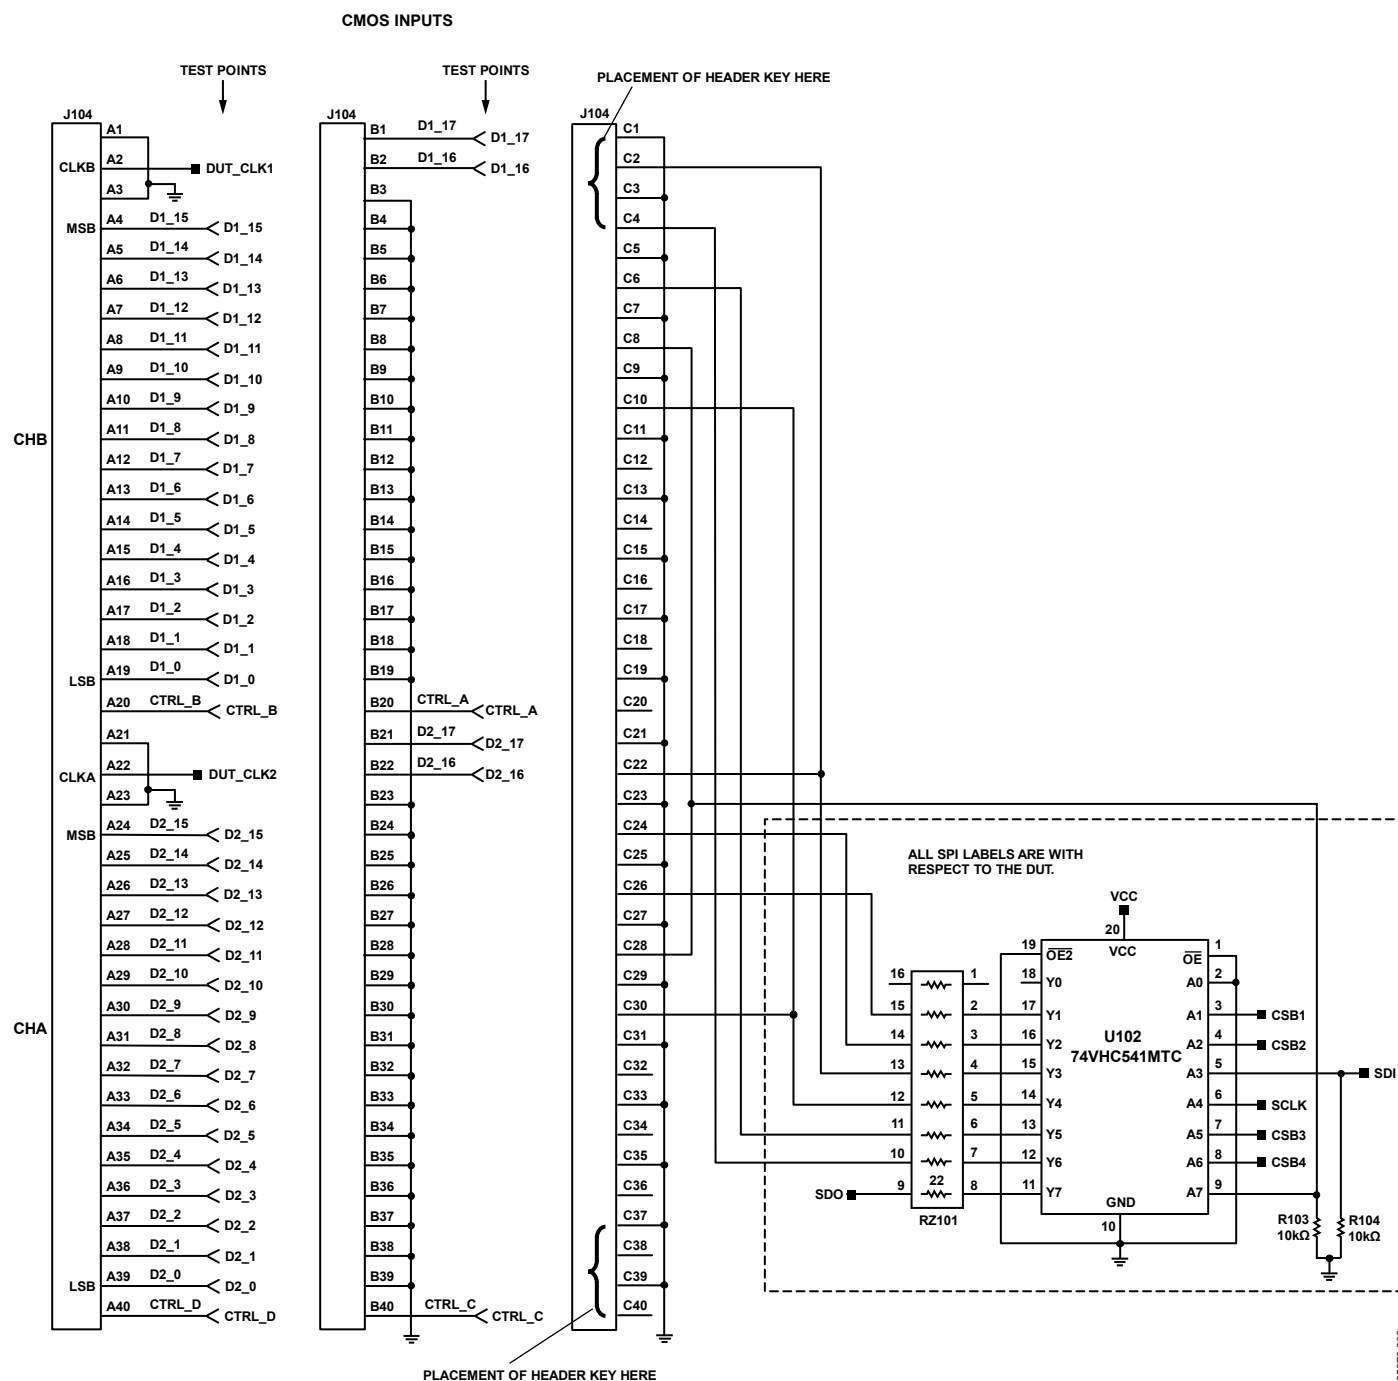 CMOS INPUTS
TEST POINTS
TEST POINTS
PLACEMENT OF HEADER KEY HERE
J104
CHB
CHA
A1
CLKB A2 DUT_CLK1
A3
MSB A4 D1_15 D1_15
A5 D1_14 D1_14
A6 D1_13 D1_13
A7 D1_12 D1_12
A8 D1_11 D1_11
A9 D1_10 D1_10
A10 D1_9 D1_9
A11 D1_8 D1_8
A12 D1_7 D1_7
A13 D1_6 D1_6
A14 D1_5 D1_5
A15 D1_4 D1_4
A16 D1_3 D1_3
A17 D1_2 D1_2
A18 D1_1 D1_1
LSB A19 D1_0 D1_0
A20 CTRL_B CTRL_B
A21
CLKA A22 DUT_CLK2
A23
MSB A24 D2_15 D2_15
A25 D2_14 D2_14
A26 D2_13 D2_13
A27 D2_12 D2_12
A28 D2_11 D2_11
A29 D2_10 D2_10
A30 D2_9 D2_9
A31 D2_8 D2_8
A32 D2_7 D2_7
A33 D2_6 D2_6
A34 D2_5 D2_5
A35 D2_4 D2_4
A36 D2_3 D2_3
A37 D2_2 D2_2
A38 D2_1 D2_1
LSB A39 D2_0 D2_0
A40 CTRL_D CTRL_D
J104
B1 D1_17 D1_17
B2 D1_16 D1_16
B3
B4
B5
B6
B7
B8
B9
B10
B11
B12
B13
B14
B15
B16
B17
B18
B19
B20 CTRL_A CTRL_A
B21 D2_17 D2_17
B22 D2_16 D2_16
B23
B24
B25
B26
B27
B28
B29
B30
B31
B32
B33
B34
B35
B36
B37
B38
B39
B40 CTRL_C CTRL_C
J104
C1
C2
C3
C4
C5
C6
C7
C8
C9
C10
C11
C12
C13
C14
C15
C16
C17
C18
C19
C20
C21
C22
C23
C24
C25
C26
C27
C28
C29
C30
C31
C32
C33
C34
C35
C36
C37
C38
C39
C40
PLACEMENT OF HEADER KEY HERE
ALL SPI LABELS ARE WITH
RESPECT TO THE DUT.
VCC
20
VCC
19 OE2 OE 1
16 1 18 Y0 A0 2
15 2 17 Y1 A1 3 CSB1
14 3 16 Y2 A2 4 CSB2
U102
74VHC541MTC
13 4 15 Y3 A3 5 SDI
12 5 14 Y4 A4 6 SCLK
11 6 13 Y5 A5 7 CSB3
10 7 12 Y6 A6 8 CSB4
SDO 9 22 8 11 Y7 A7 9
RZ101
GND
10
R103
10kΩ
R104
10kΩ